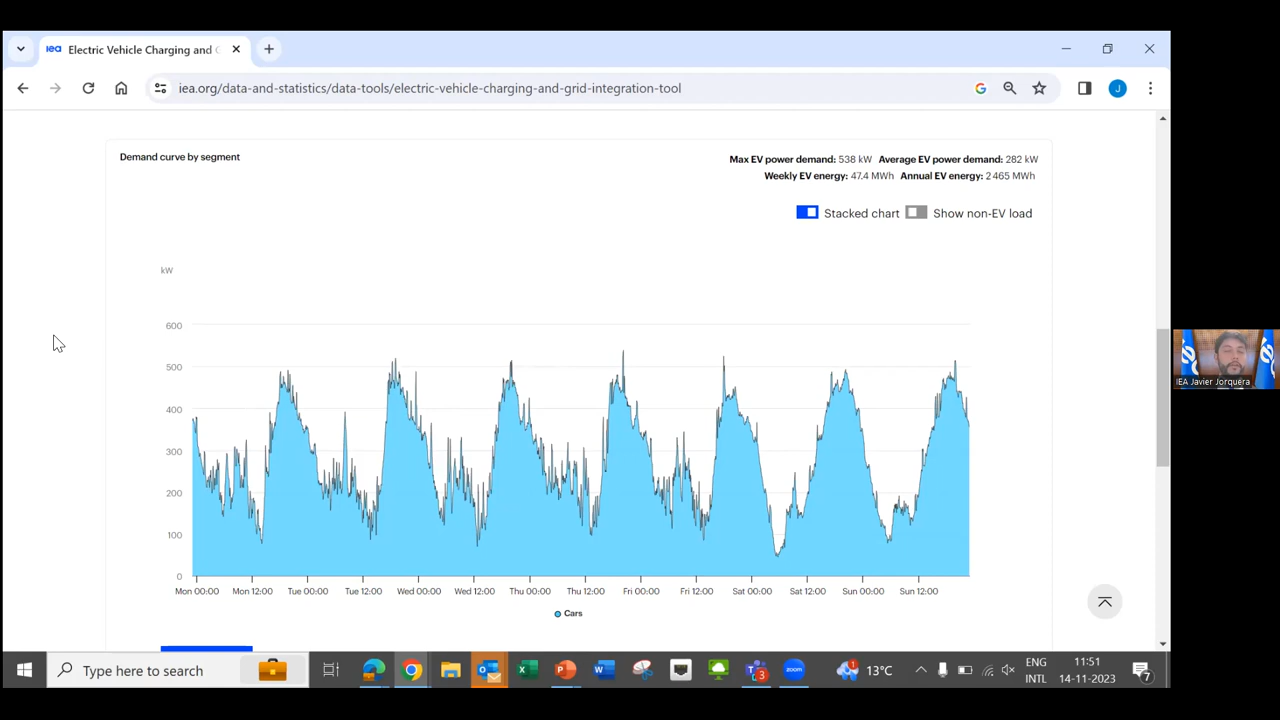 iea Electric Vehicle Charging and G
iea.org/data-and-statistics/data-tools/electric-vehicle-charging-and-grid-integration-tool
G
J
Demand curve by segment
Max EV power demand: 538 kW Average EV power demand: 282 kW
Weekly EV energy: 47.4 MWh Annual EV energy: 2 465 MWh
Stacked chart Show non-EV load
kW
600
500
400
300
200
100
0
Mon 00:00 Mon 12:00 Tue 00:00 Tue 12:00 Wed 00:00 Wed 12:00 Thu 00:00 Thu 12:00 Fri 00:00 Fri 12:00 Sat 00:00 Sat 12:00 Sun 00:00 Sun 12:00
Cars
IEA Javier Jorquera
Type here to search
3
zoom
1
13°C
ENG
INTL
11:51
14-11-2023
7